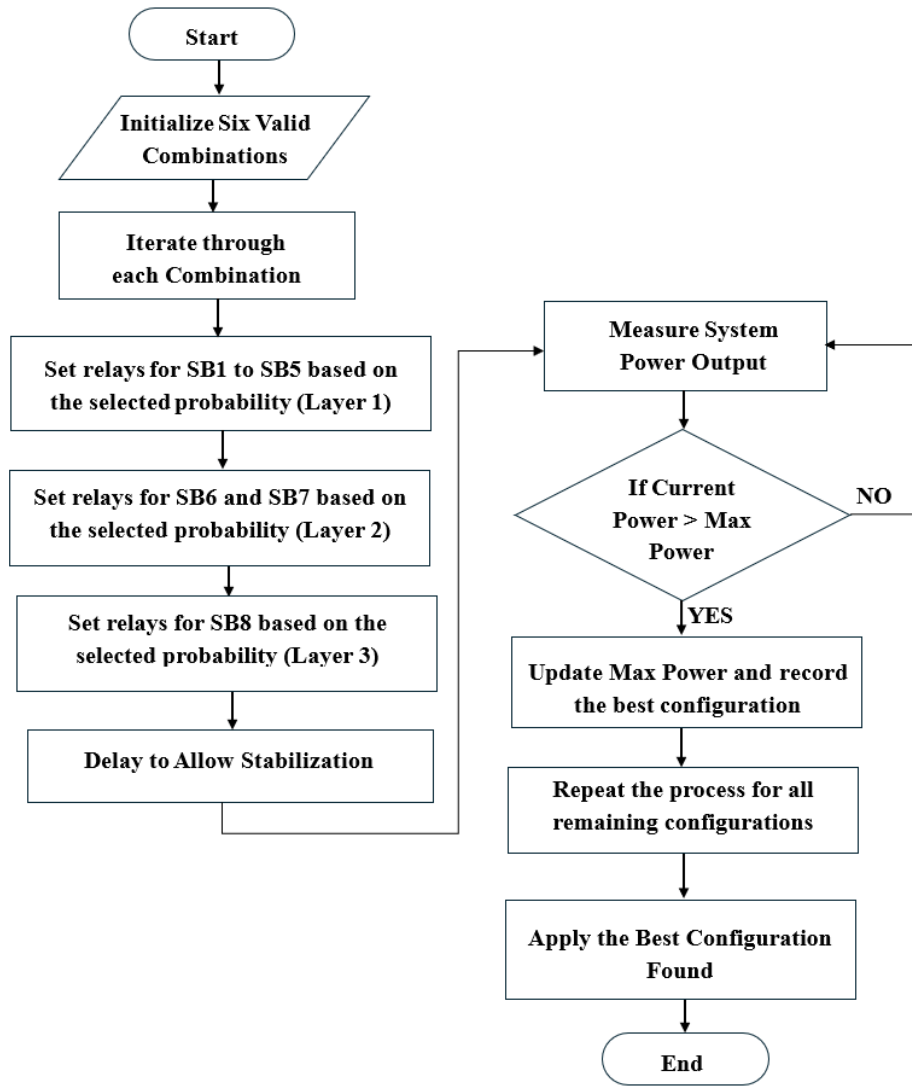 Start
Initialize Six Valid
Combinations
Iterate through
each Combination
Set relays for SB1 to SB5 based on
the selected probability (Layer 1)
Set relays for SB6 and SB7 based on
the selected probability (Layer 2)
Set relays for SB8 based on the
selected probability (Layer 3)
Delay to Allow Stabilization
Measure System
Power Output
If Current
Power > Max
Power
NO
YES
Update Max Power and record
the best configuration
Repeat the process for all
remaining configurations
Apply the Best Configuration
Found
End